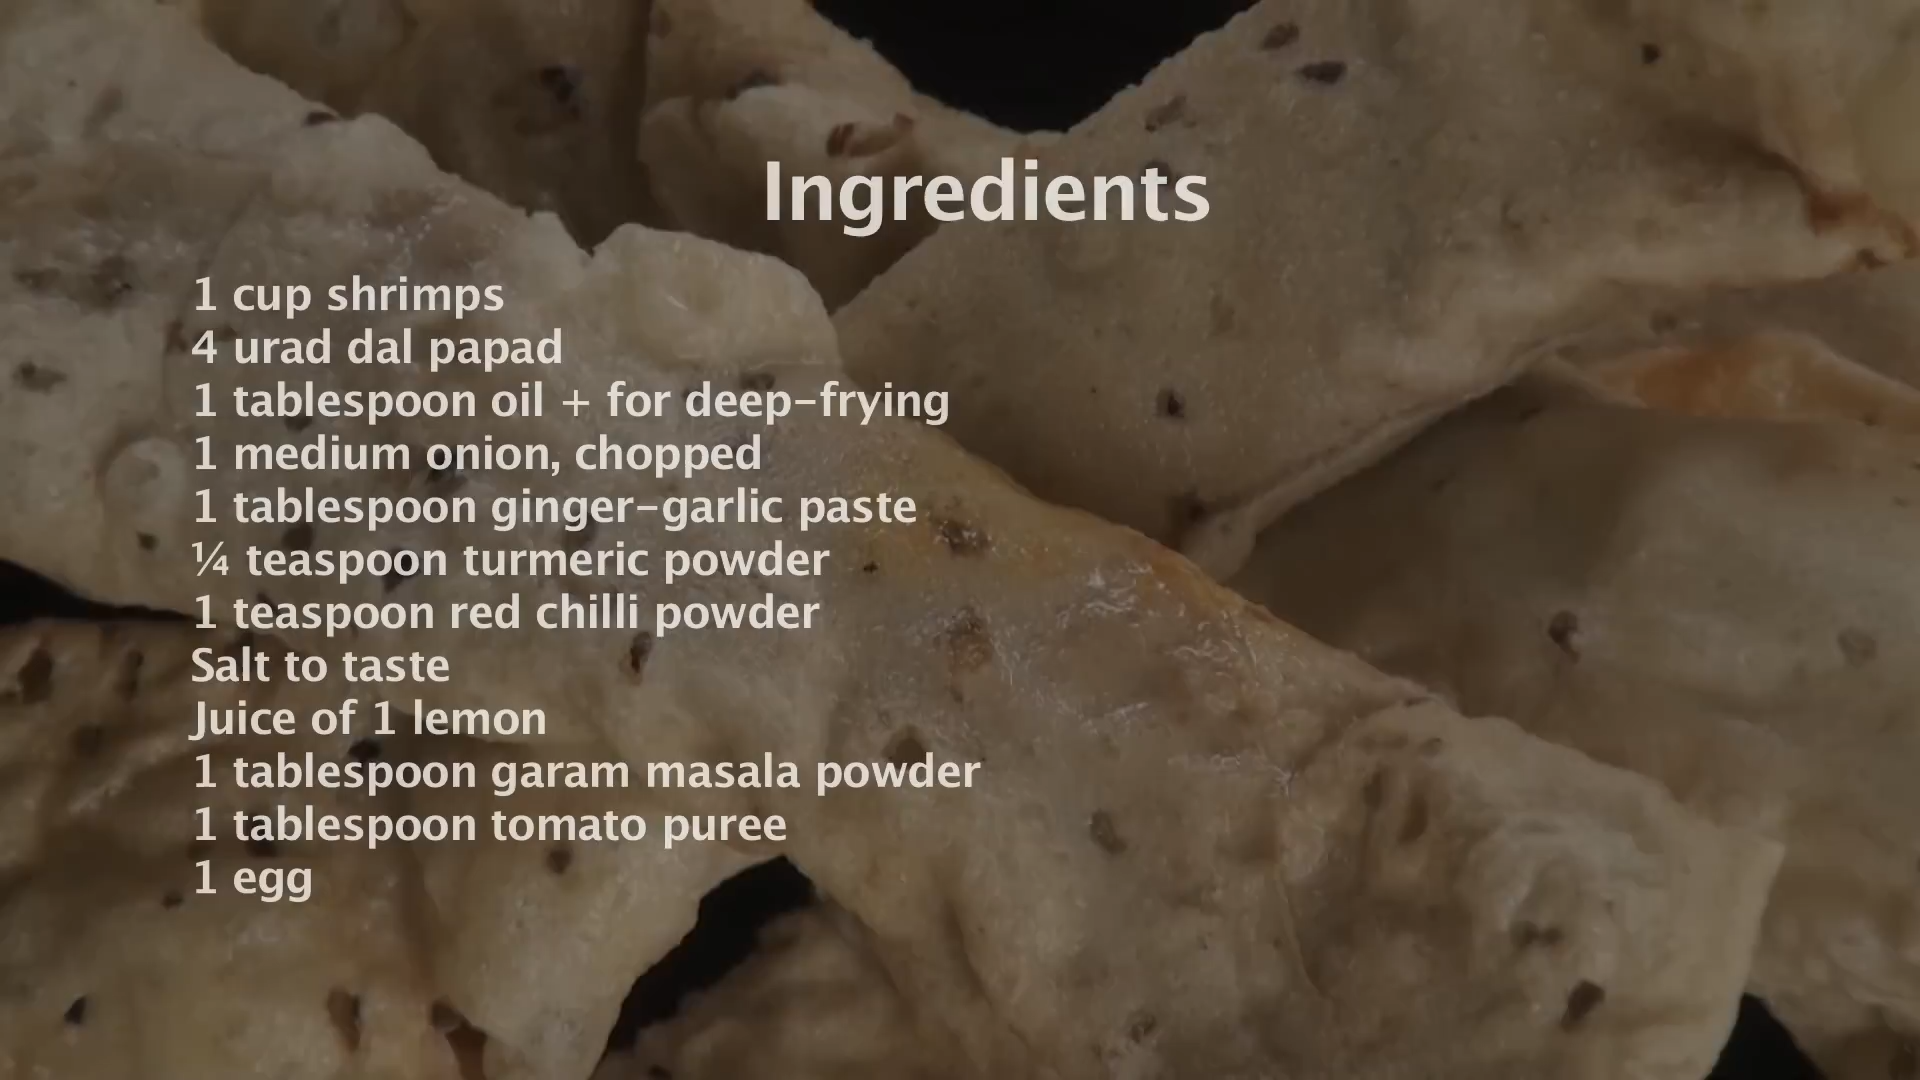 Ingredients
1 cup shrimps
4 urad dal papad
1 tablespoon oil + for deep-frying
1 medium onion, chopped
1 tablespoon ginger-garlic paste
¼ teaspoon turmeric powder
1 teaspoon red chilli powder
Salt to taste
Juice of 1 lemon
1 tablespoon garam masala powder
1 tablespoon tomato puree
1 egg